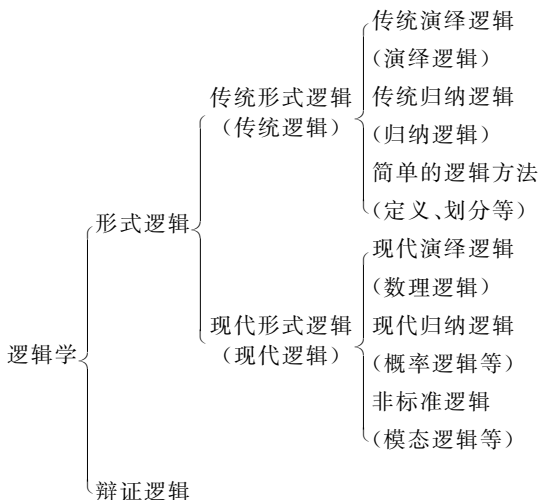 传统演绎逻辑
(演绎逻辑)
传统形式逻辑
传统归纳逻辑
(传统逻辑)
(归纳逻辑)
简单的逻辑方法
(定义、划分等)
形式逻辑
现代演绎逻辑
(数理逻辑)
现代形式逻辑
现代归纳逻辑
(现代逻辑)
(概率逻辑等)
逻辑学
非标准逻辑
(模态逻辑等)
辩证逻辑